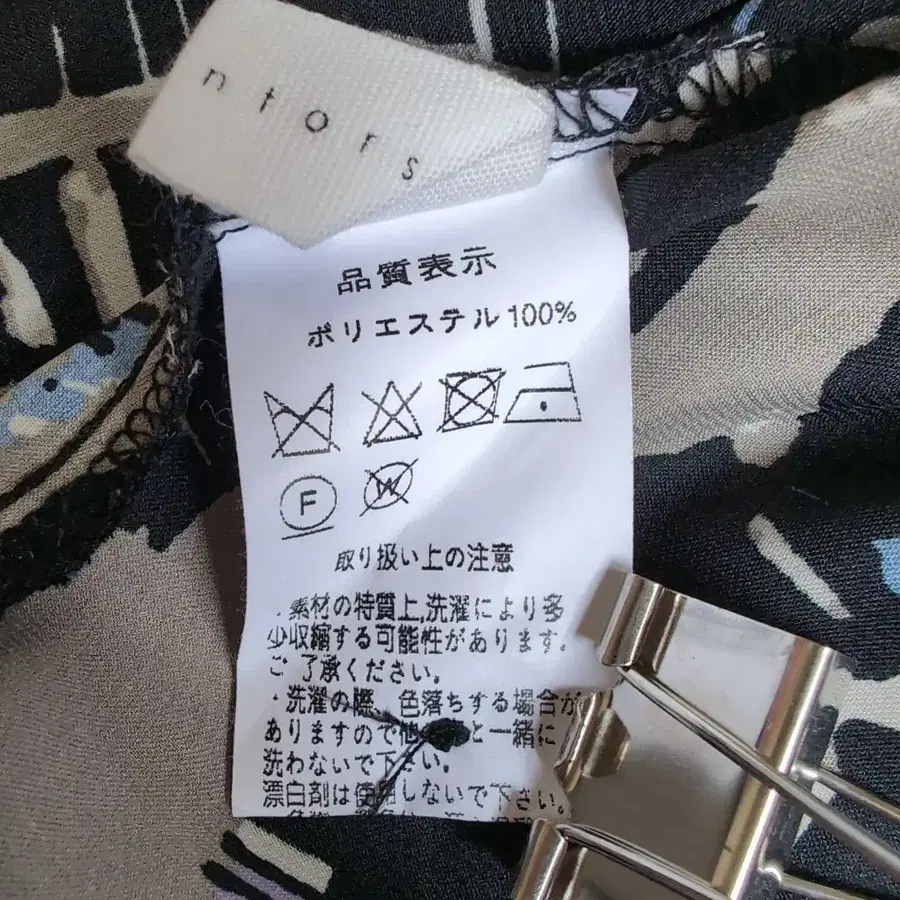 ntors
品質表示
ポリエステル100%
F
W
取り扱い上の注意
・素材の特質上,洗濯により多
少収縮する可能性があります.
ご了承ください。
・洗濯の際、色落ちする場合が
ありますので他 と一緒に
洗わないで下さい。
漂白剤は使用しないで下さい。